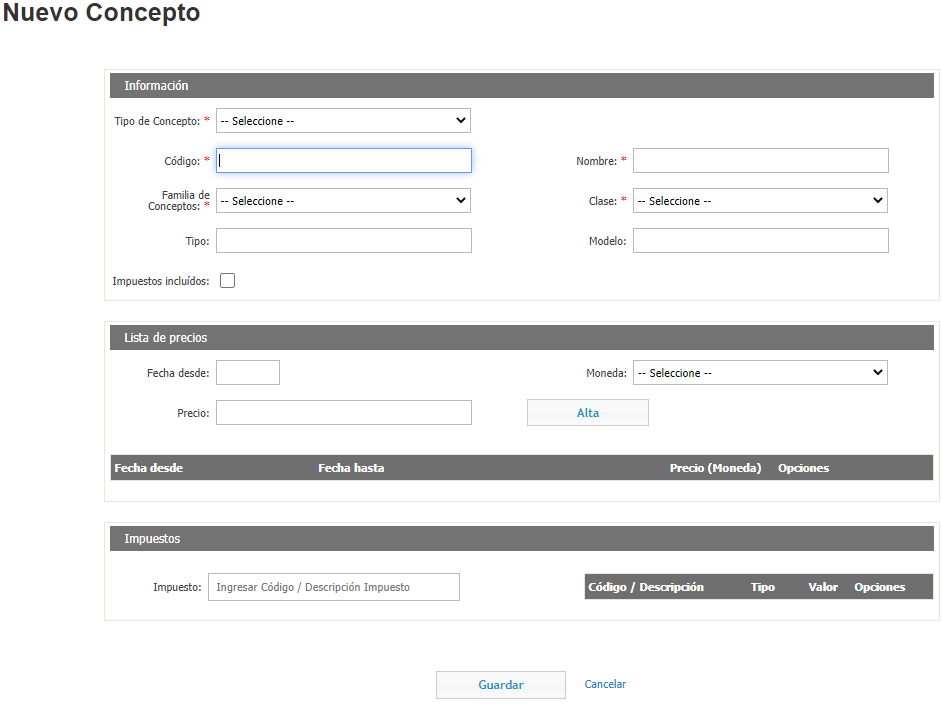 Nuevo Concepto
Información
Tipo de Concepto: * -- Seleccione --
Código: * Nombre: *
Familia de Conceptos: * -- Seleccione -- Clase: * -- Seleccione --
Tipo: Modelo:
Impuestos incluídos:
Lista de precios
Fecha desde: Moneda: -- Seleccione --
Precio: Alta
Fecha desde Fecha hasta Precio (Moneda) Opciones
Impuestos
Impuesto: Ingresar Código / Descripción Impuesto Código / Descripción Tipo Valor Opciones
Guardar Cancelar